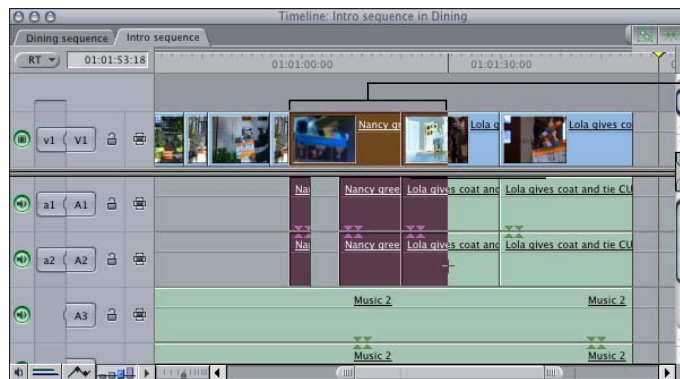 Timeline: Intro sequence in Dining
Dining sequence Intro sequence
RT 01:01:53:18
01:01:00:00 01:01:30:00
v1 V1 Nancy gr Lola g Lola gives co
a1 A1 Na Nancy gree Lola gives coat and Lola gives coat and tie CU
a2 A2 Na Nancy gree Lola gives coat and Lola gives coat and tie CU
A3 Music 2 Music 2
Music 2 Music 2